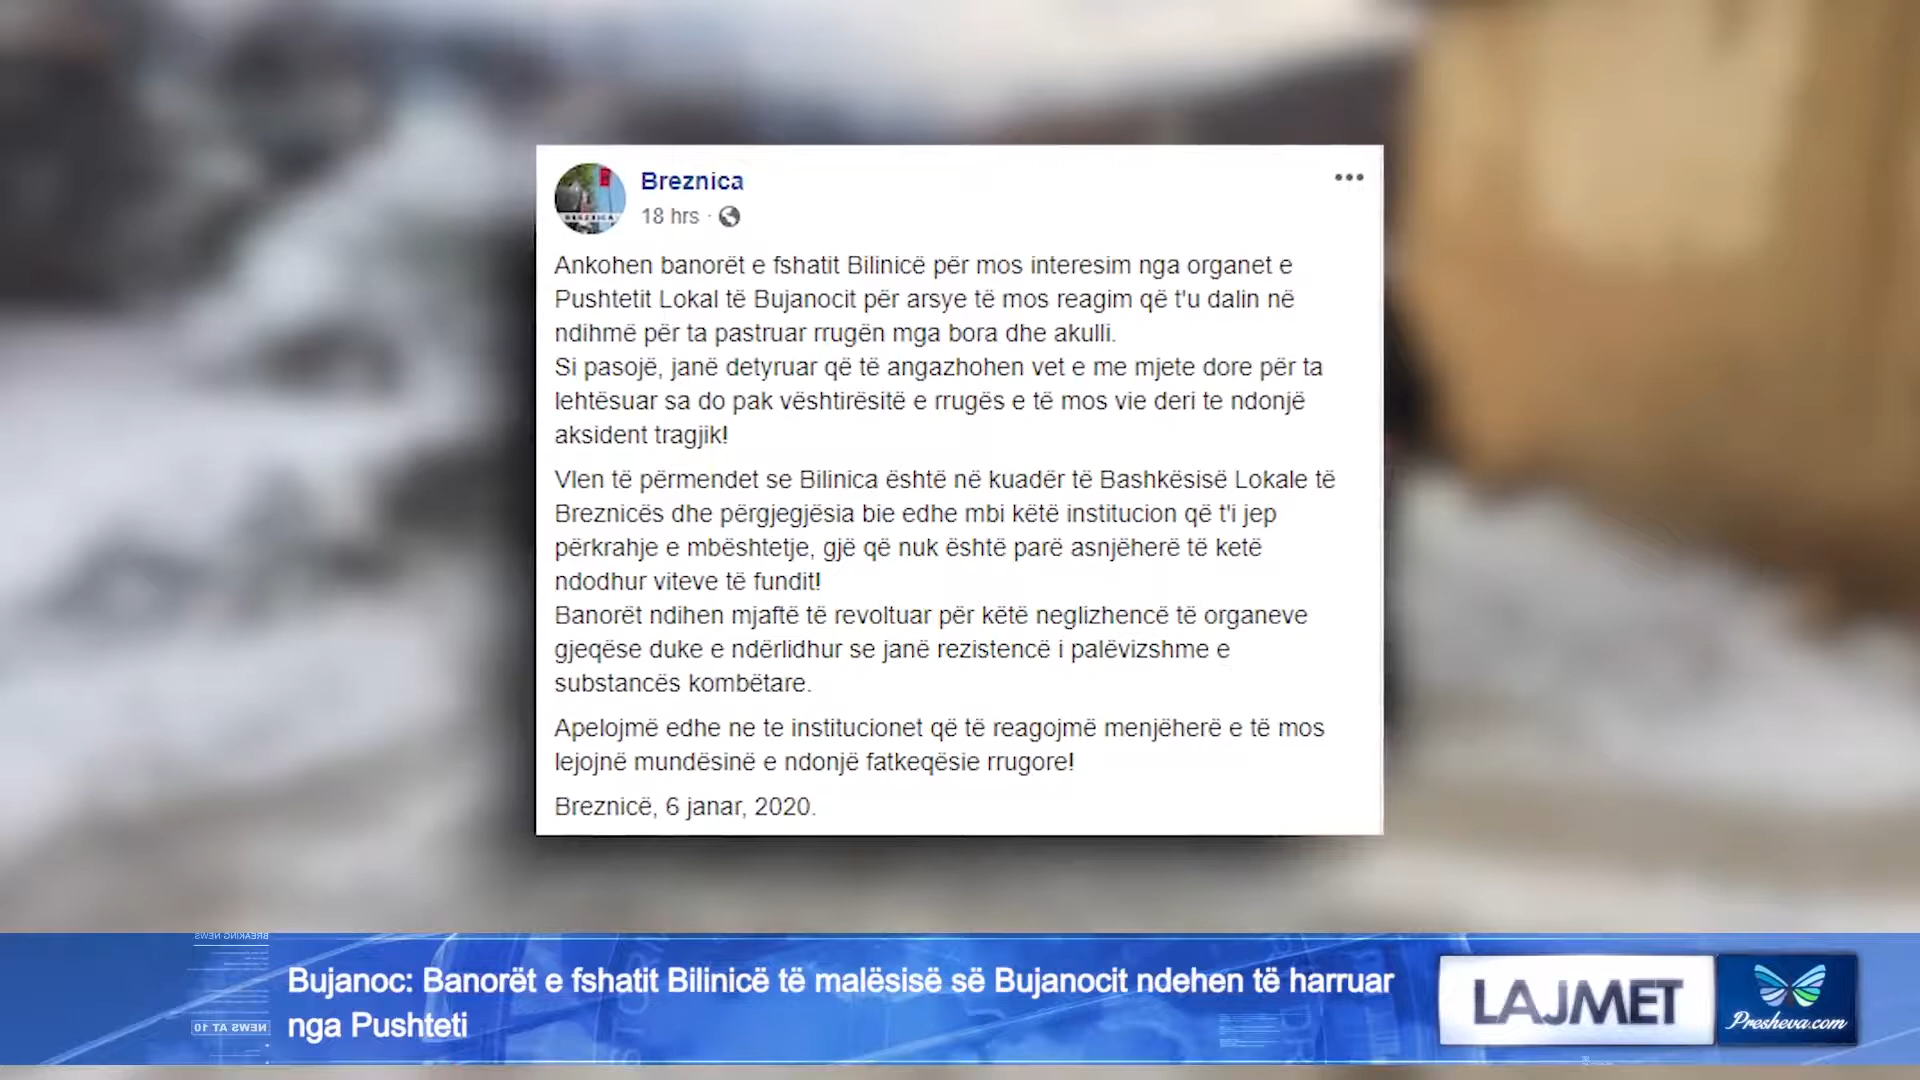 Breznica
18 hrs ·
Ankohen banorët e fshatit Bilinicë për mos interesim nga organet e
Pushtetit Lokal të Bujanocit për arsye të mos reagim që t'u dalin në
ndihmë për ta pastruar rrugën mga bora dhe akulli.
Si pasojë, janë detyruar që të angazhohen vet e me mjete dore për ta
lehtësuar sa do pak vështirësitë e rrugës e të mos vie deri te ndonjë
aksident tragjik!
Vlen të përmendet se Bilinica është në kuadër të Bashkësisë Lokale të
Breznicës dhe përgjegjësia bie edhe mbi këtë institucion që t'i jep
përkrahje e mbështetje, gjë që nuk është parë asnjëherë të ketë
ndodhur viteve të fundit!
Banorët ndihen mjaftë të revoltuar për këtë neglizhencë të organeve
gjeqëse duke e ndërlidhur se janë rezistencë i palëvizshme e
substancës kombëtare.
Apelojmë edhe ne te institucionet që të reagojmë menjëherë e të mos
lejojnë mundësinë e ndonjë fatkeqësie rrugore!
Breznicë, 6 janar, 2020.
BREAKING NEWS
NEWS AT 10
Bujanoc: Banorët e fshatit Bilinicë të malësisë së Bujanocit ndehen të harruar
nga Pushteti
LAJMET
Presheva.com